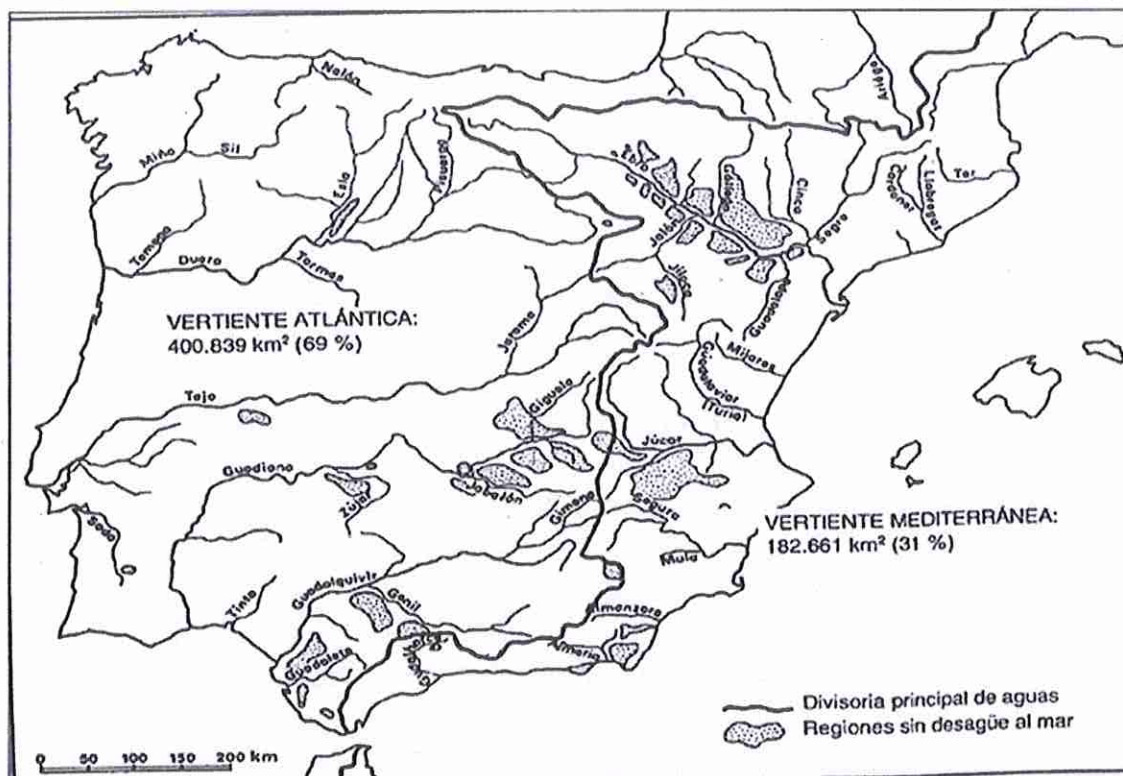 Nalón
Ariège
Miño
Sil
Esla
Pisuerga
Ebro
Gállego
Cinca
Segre
Cardoner
Llobregat
Ter
Tamega
Duero
Tormes
Jalón
Jiloca
Guadalope
VERTIENTE ATLÁNTICA:
400.839 km² (69 %)
Jarama
Mijares
Guadalaviar
(Turia)
Tajo
Giguela
Júcar
Guadiana
Zújar
Jabalón
Segura
VERTIENTE MEDITERRÁNEA:
182.661 km² (31 %)
Sado
Mula
Guadalquivir
Genil
Tinto
Almanzora
Almería
Guadalete
Divisoria principal de aguas
Regiones sin desagüe al mar
0 50 100 150 200 km